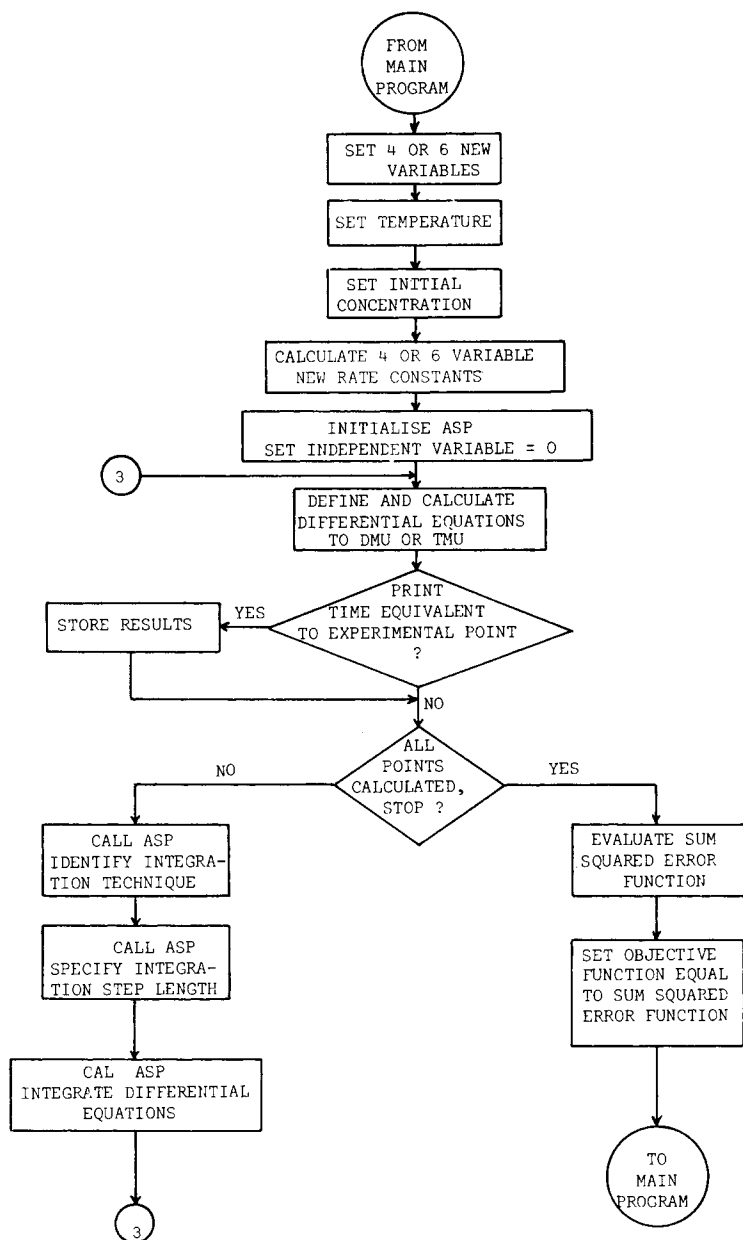 FROM
MAIN
PROGRAM
SET 4 OR 6 NEW
VARIABLES
SET TEMPERATURE
SET INITIAL
CONCENTRATION
CALCULATE 4 OR 6 VARIABLE
NEW RATE CONSTANTS
INITIALISE ASP
SET INDEPENDENT VARIABLE = 0
3
DEFINE AND CALCULATE
DIFFERENTIAL EQUATIONS
TO DMU OR TMU
PRINT
TIME EQUIVALENT
TO EXPERIMENTAL POINT
?
YES
STORE RESULTS
NO
ALL
POINTS
CALCULATED,
STOP ?
NO
YES
CALL ASP
IDENTIFY INTEGRA-
TION TECHNIQUE
CALL ASP
SPECIFY INTEGRA-
TION STEP LENGTH
CAL ASP
INTEGRATE DIFFERENTIAL
EQUATIONS
3
EVALUATE SUM
SQUARED ERROR
FUNCTION
SET OBJECTIVE
FUNCTION EQUAL
TO SUM SQUARED
ERROR FUNCTION
TO
MAIN
PROGRAM